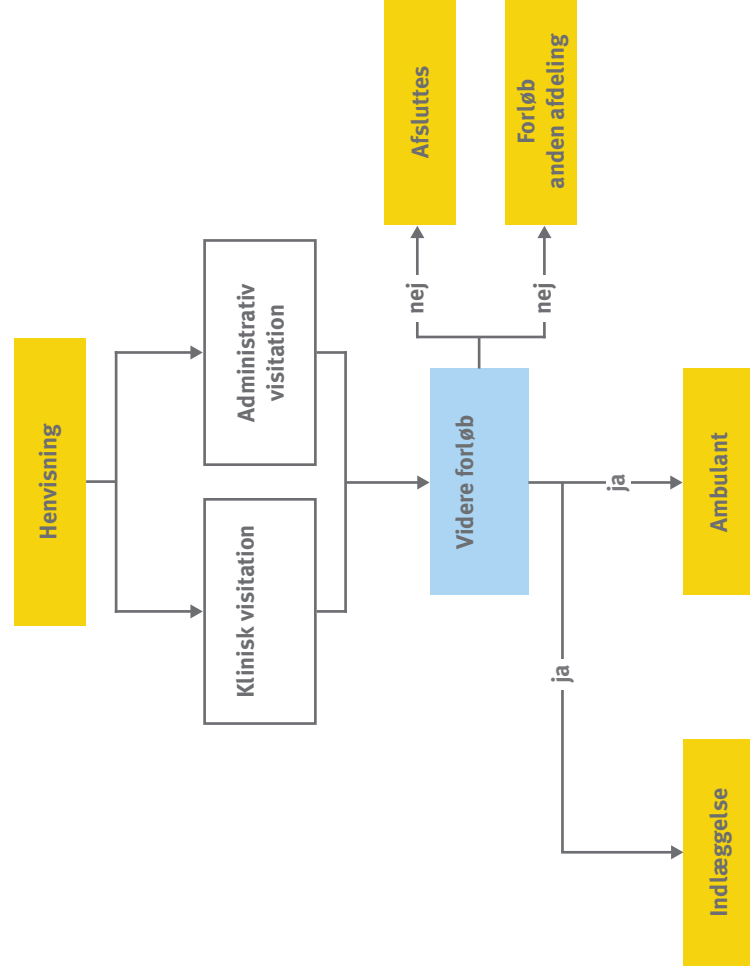 Henvisning
Klinisk visitation
Administrativ
visitation
Videre forløb
nej
Afsluttes
nej
Forløb
anden afdeling
ja
Indlæggelse
ja
Ambulant